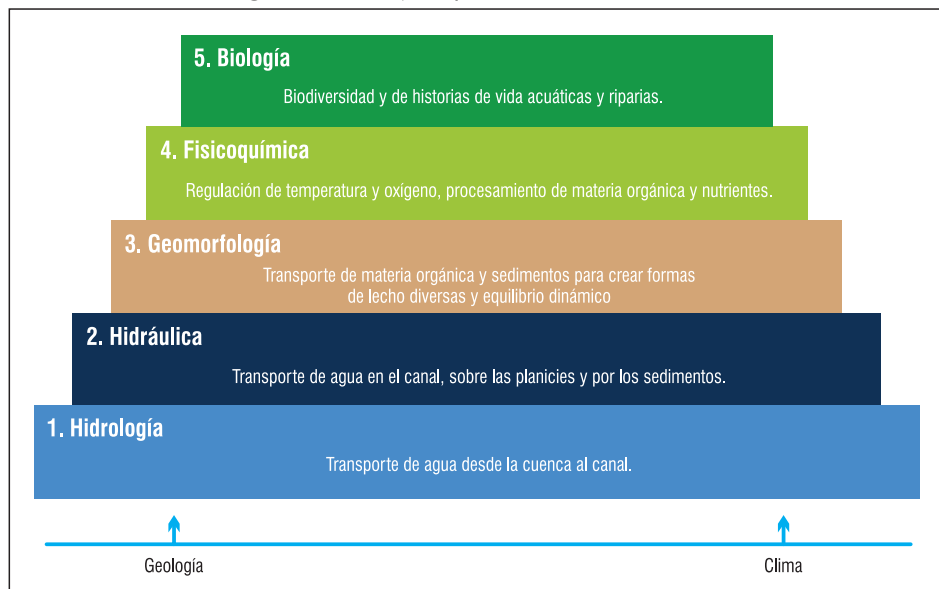 5. Biología
Biodiversidad y de historias de vida acuáticas y riparias.
4. Fisicoquímica
Regulación de temperatura y oxígeno, procesamiento de materia orgánica y nutrientes.
3. Geomorfología
Transporte de materia orgánica y sedimentos para crear formas
de lecho diversas y equilibrio dinámico
2. Hidráulica
Transporte de agua en el canal, sobre las planicies y por los sedimentos.
1. Hidrología
Transporte de agua desde la cuenca al canal.
Geología
Clima